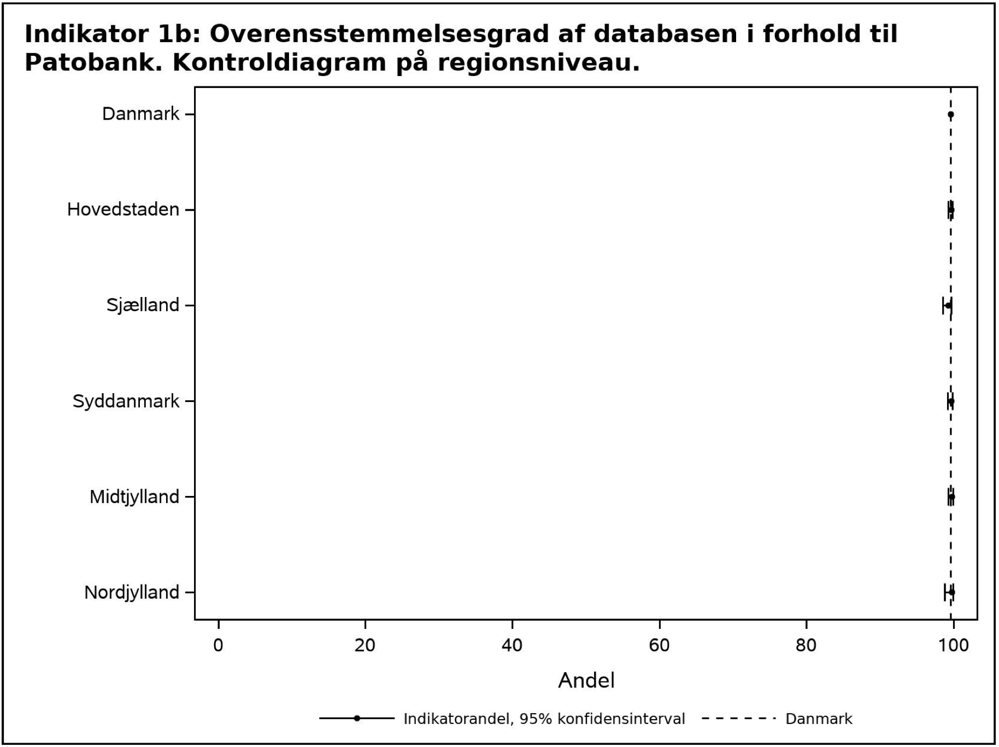 Indikator 1b: Overensstemmelsesgrad af databasen i forhold til
Patobank. Kontroldiagram på regionsniveau.
Danmark
Hovedstaden
Sjælland
Syddanmark
Midtjylland
Nordjylland
0 20 40 60 80 100
Andel
Indikatorandel, 95% konfidensinterval Danmark